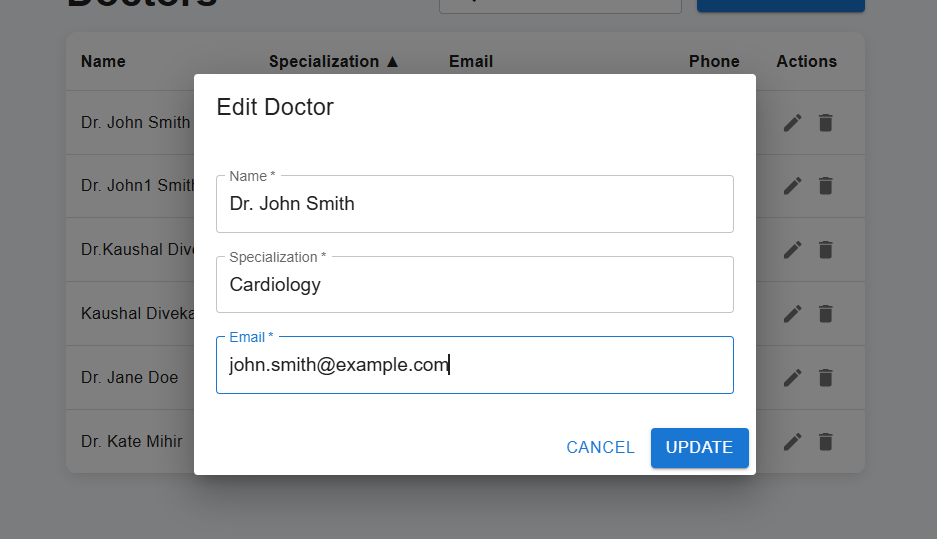 Doctors
Name Specialization ▲ Email Phone Actions
Edit Doctor
Dr. John Smith
Name *
Dr. John Smith
Dr. John1 Smith
Specialization *
Cardiology
Dr.Kaushal Dive
Kaushal Diveka
Email *
john.smith@example.com
Dr. Jane Doe
Dr. Kate Mihir
CANCEL UPDATE